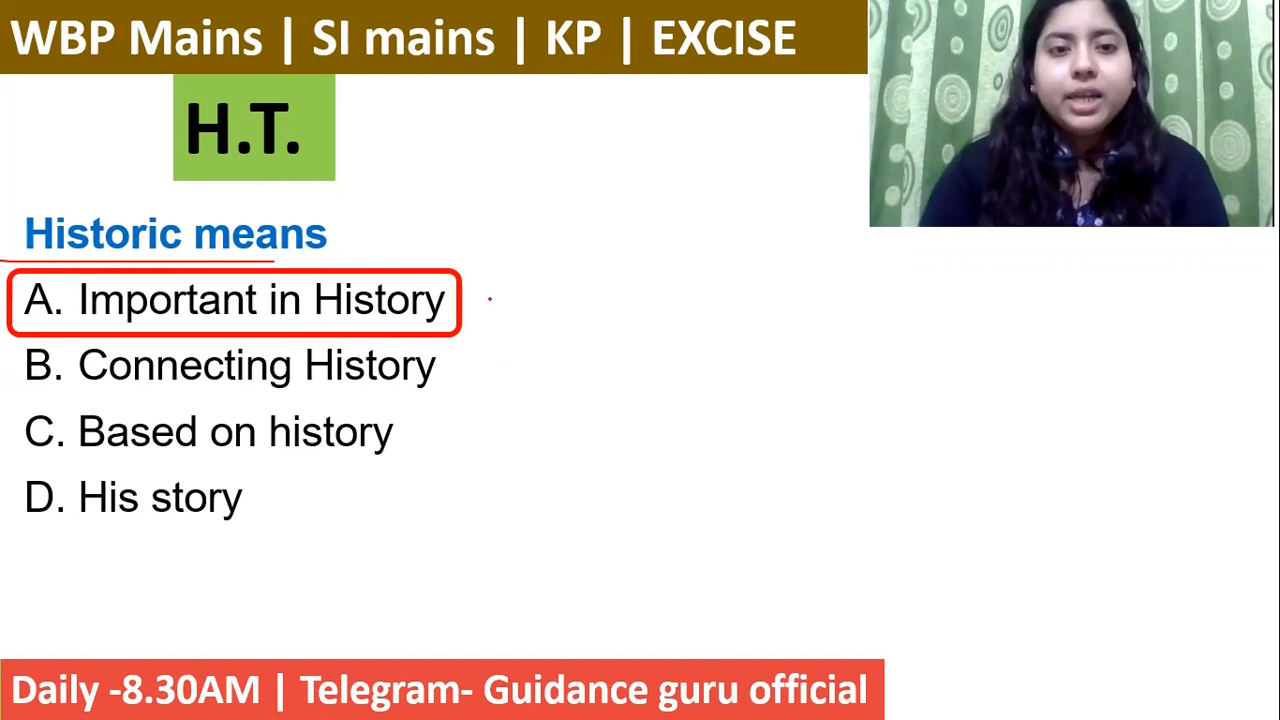 WBP Mains | SI mains | KP | EXCISE
H.T.
Historic means
A. Important in History
B. Connecting History
C. Based on history
D. His story
Daily -8.30AM | Telegram- Guidance guru official